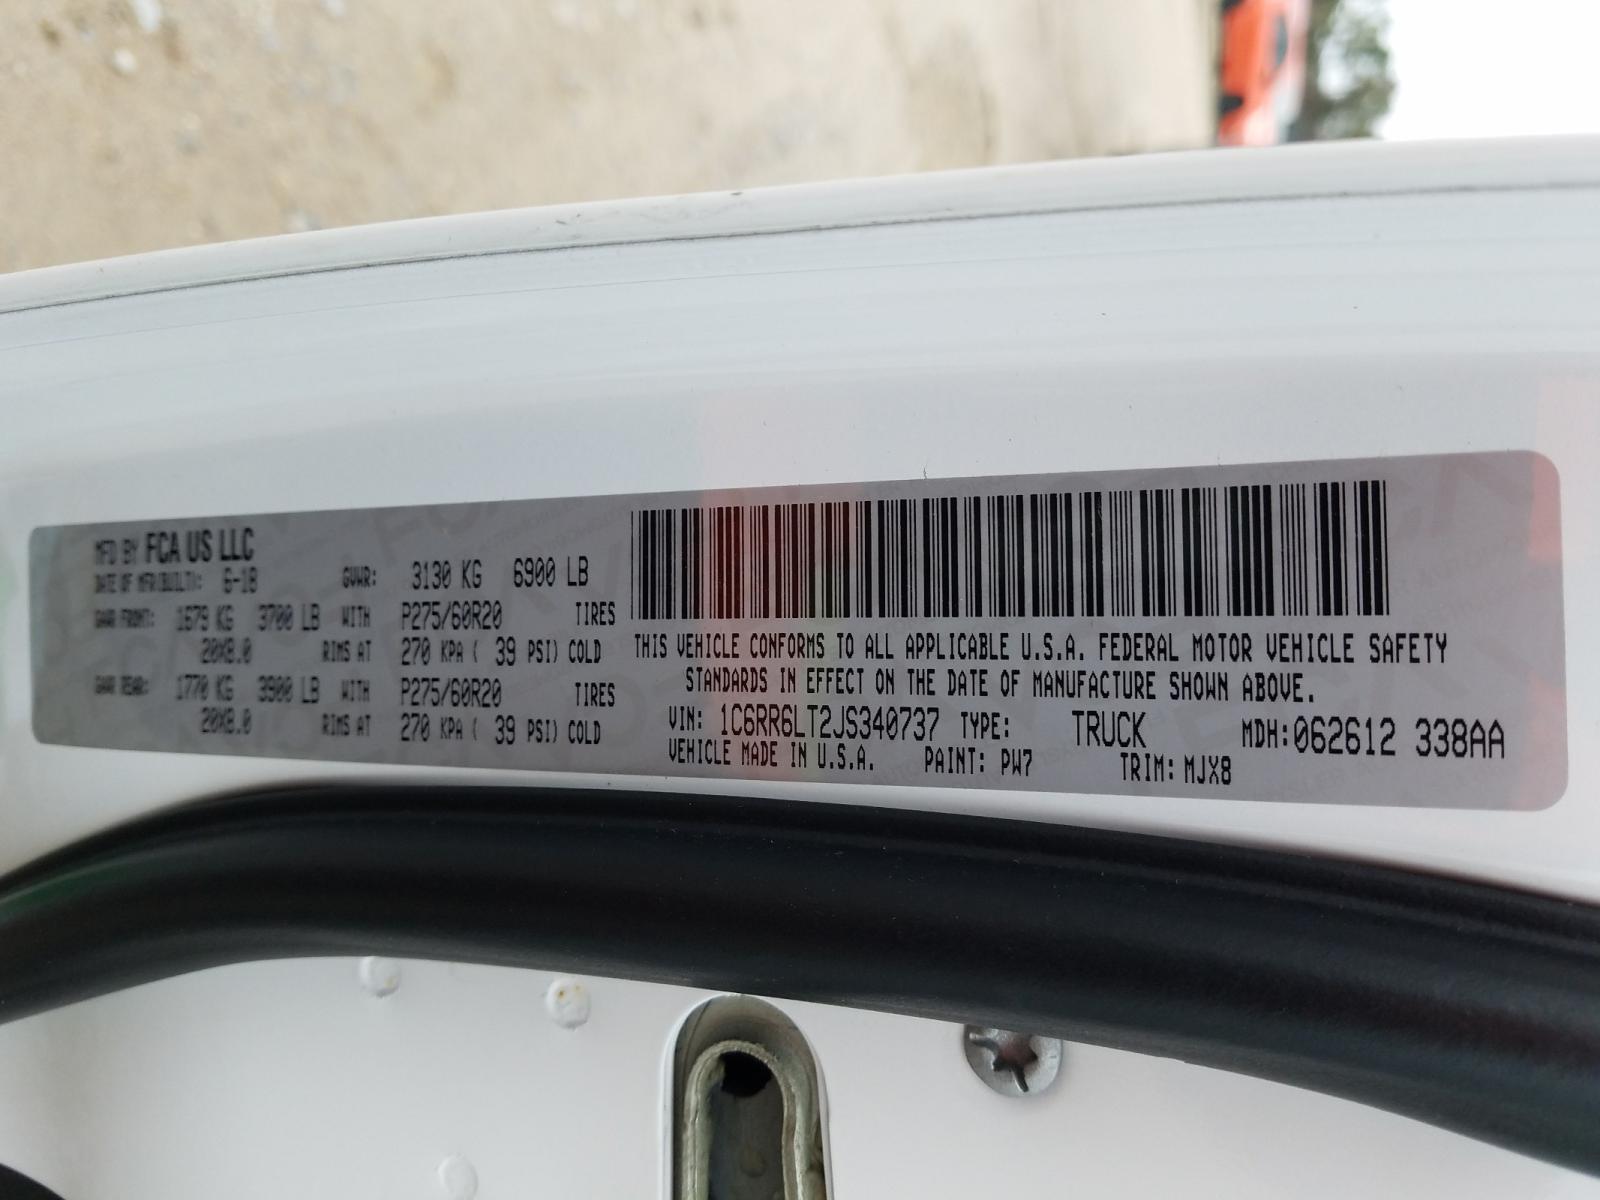 MFD BY FCA US LLC
DATE OF MFR(BUILT): 6-18 GVWR: 3130 KG 6900 LB
GAWR FRONT: 1679 KG 3700 LB WITH P275/60R20 TIRES
20X8.0 RIMS AT 270 KPA ( 39 PSI) COLD
GAWR REAR: 1770 KG 3900 LB WITH P275/60R20 TIRES
20X8.0 RIMS AT 270 KPA ( 39 PSI) COLD
THIS VEHICLE CONFORMS TO ALL APPLICABLE U.S.A. FEDERAL MOTOR VEHICLE SAFETY
STANDARDS IN EFFECT ON THE DATE OF MANUFACTURE SHOWN ABOVE.
VIN: 1C6RR6LT2JS340737 TYPE: TRUCK MDH:062612 338AA
VEHICLE MADE IN U.S.A. PAINT: PW7 TRIM: MJX8